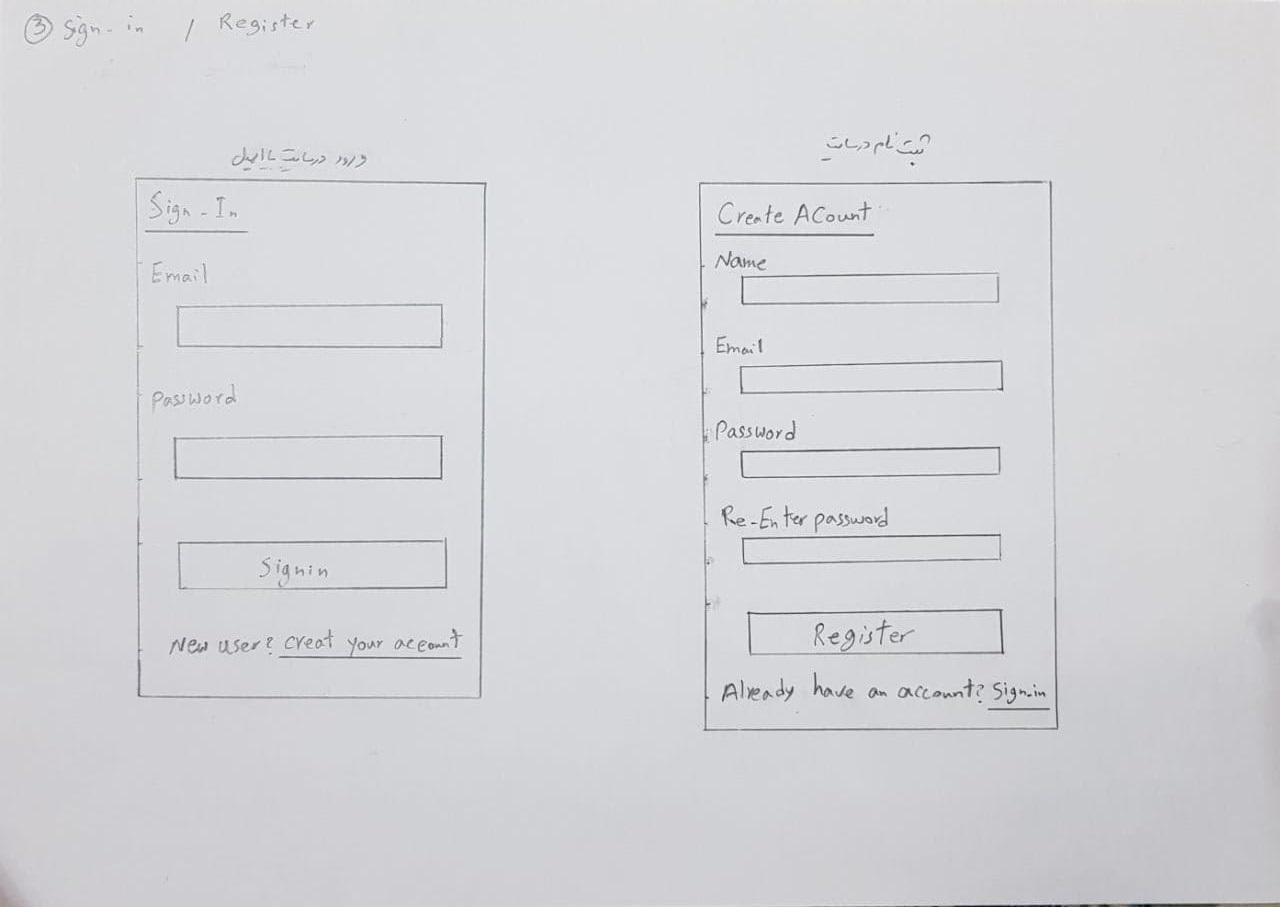 ③ Sign-in / Register
ورود در سایت با ایمیل
Sign-In
Email
Password
Signin
New user? creat your account
ثبت نام در سایت
Create ACount
Name
Email
Password
Re-Enter password
Register
Already have an account? Sign-in